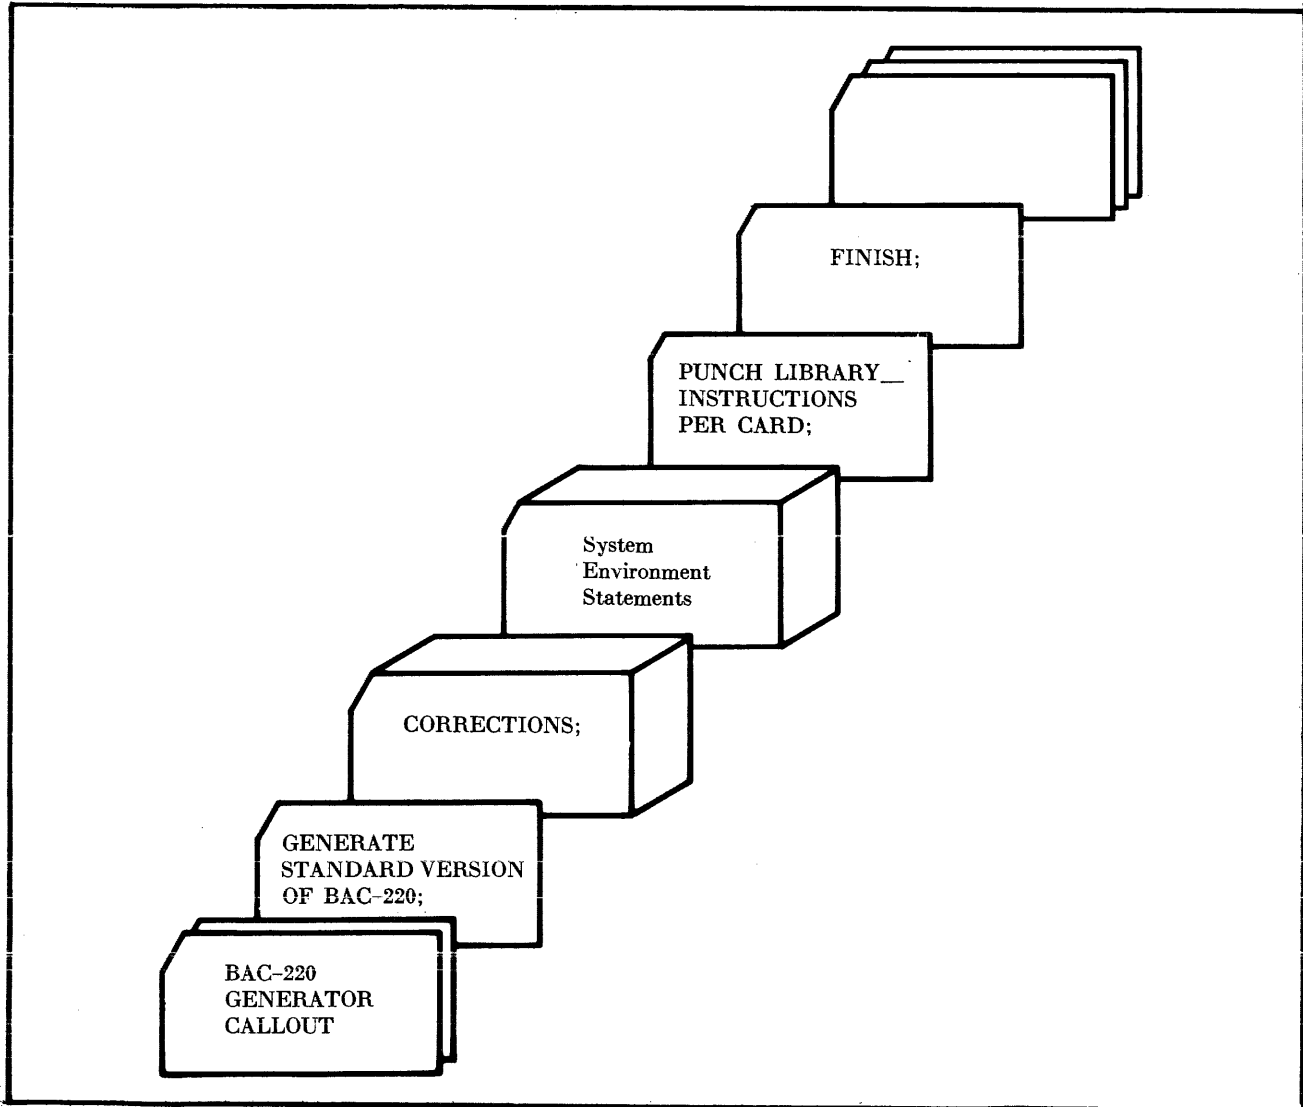 FINISH;
PUNCH LIBRARY__
INSTRUCTIONS
PER CARD;
System
Environment
Statements
CORRECTIONS;
GENERATE
STANDARD VERSION
OF BAC-220;
BAC-220
GENERATOR
CALLOUT